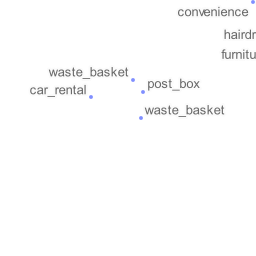 convenience
hairdr
furnitu
waste_basket
post_box
car_rental
waste_basket